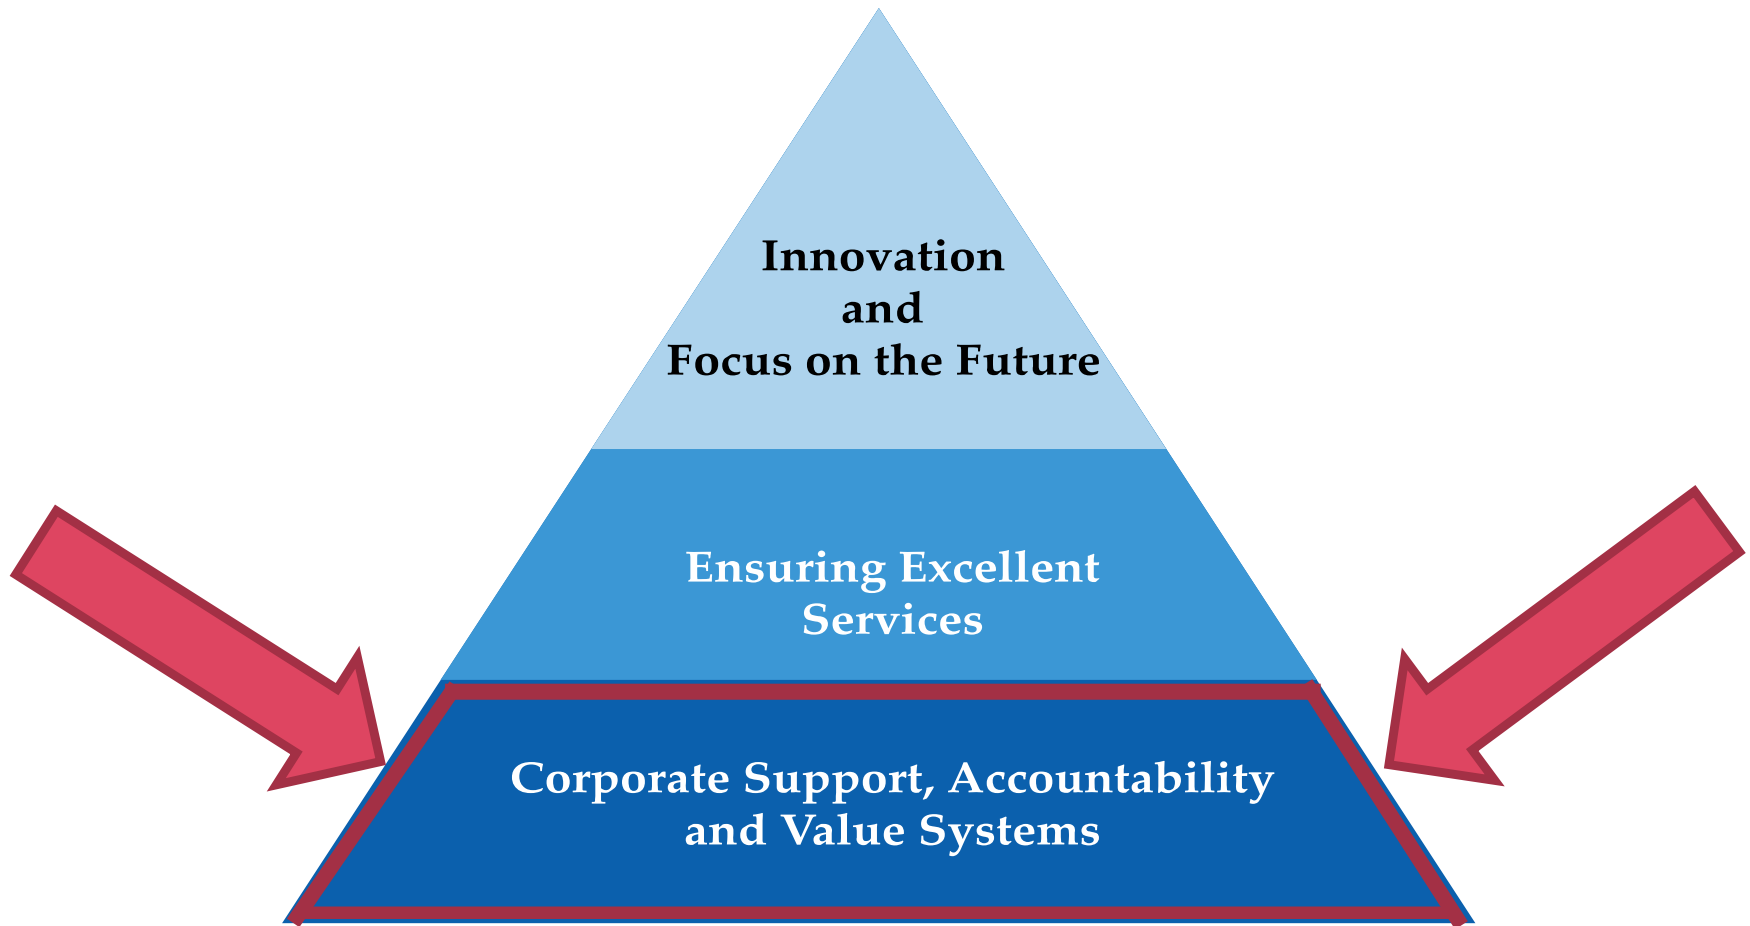 Innovation
and
Focus on the Future
Ensuring Excellent
Services
Corporate Support, Accountability
and Value Systems